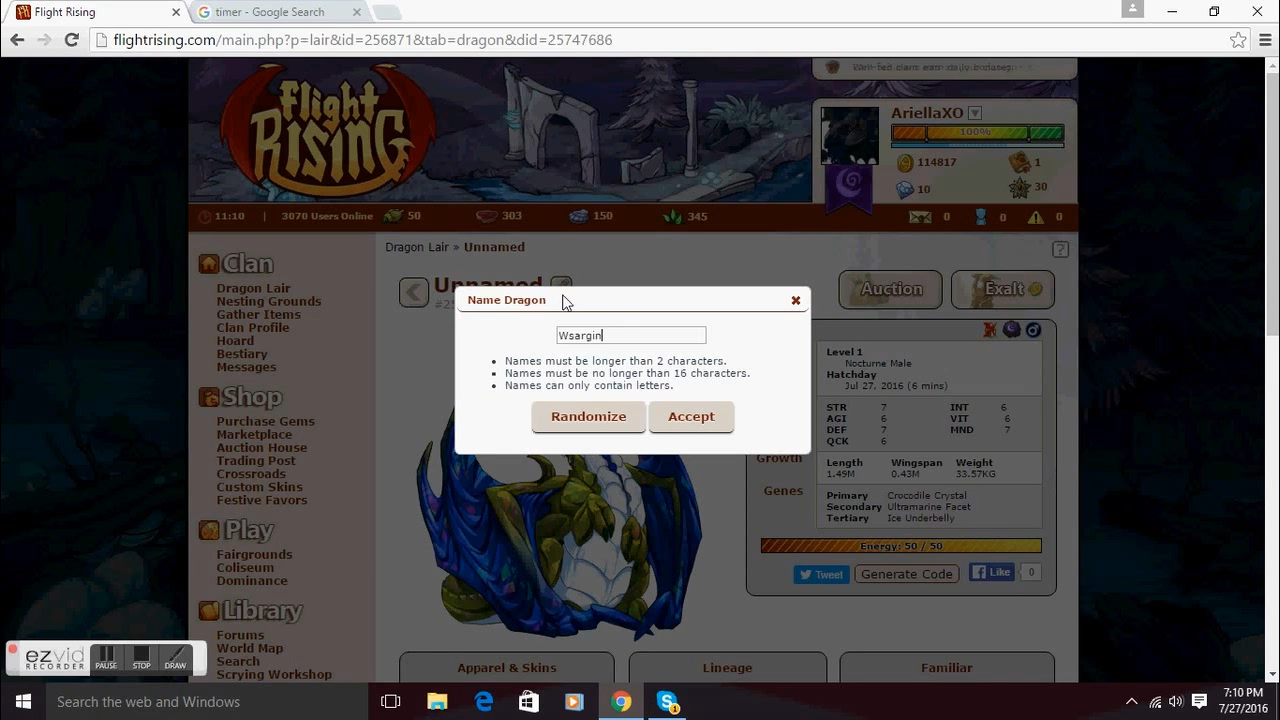 Flight Rising
timer - Google Search
flightrising.com/main.php?p=lair&id=256871&tab=dragon&did=25747686
Flight
RISING
AriellaXO
100%
114817
1
10
30
11:10 | 3070 Users Online 50 303 150 345 0 0 0
Clan
Dragon Lair
Nesting Grounds
Gather Items
Clan Profile
Hoard
Bestiary
Messages
Shop
Purchase Gems
Marketplace
Auction House
Trading Post
Crossroads
Custom Skins
Festive Favors
Play
Fairgrounds
Coliseum
Dominance
Library
Forums
World Map
Search
Scrying Workshop
Dragon Lair » Unnamed
?
Unnamed
Auction
Exalt
Name Dragon
Wsargin
• Names must be longer than 2 characters.
• Names must be no longer than 16 characters.
• Names can only contain letters.
Randomize
Accept
Level 1
Nocturne Male
Hatchday
Jul 27, 2016 (6 mins)
STR 7 INT 6
AGI 6 VIT 6
DEF 7 MND 7
QCK 6
Growth
Length Wingspan Weight
1.49M 0.43M 33.57KG
Genes
Primary Crocodile Crystal
Secondary Ultramarine Facet
Tertiary Ice Underbelly
Energy: 50 / 50
Tweet
Generate Code
Like
0
Apparel & Skins
Lineage
Familiar
ezvid
RECORDER
PAUSE
STOP
DRAW
Search the web and Windows
1
7:10 PM
7/27/2016